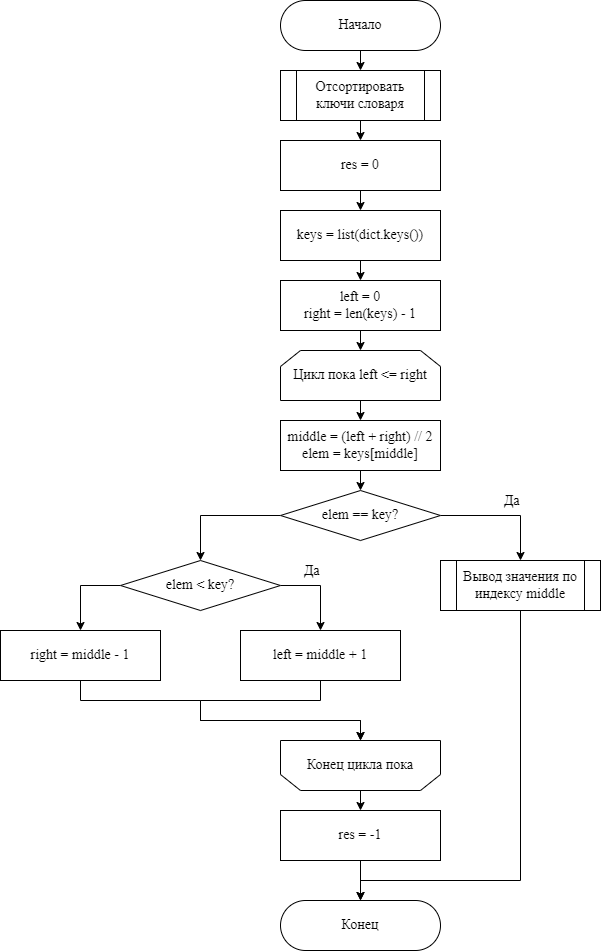 Начало
Отсортировать
ключи словаря
res = 0
keys = list(dict.keys())
left = 0
right = len(keys) - 1
Цикл пока left <= right
middle = (left + right) // 2
elem = keys[middle]
elem == key?
Да
elem < key?
Да
Вывод значения по
индексу middle
right = middle - 1
left = middle + 1
Конец цикла пока
res = -1
Конец